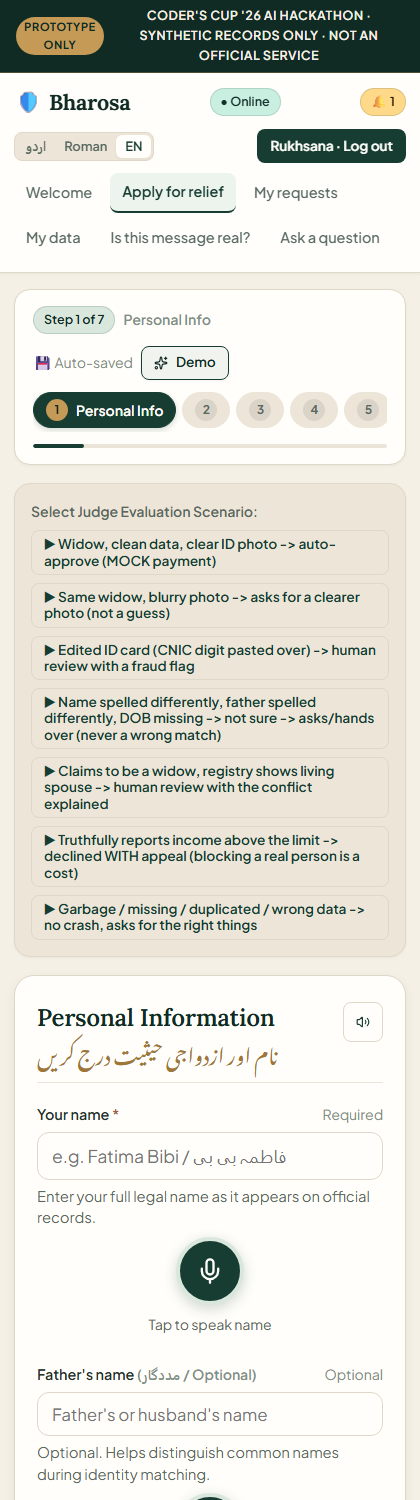 PROTOTYPE
ONLY
CODER'S CUP '26 AI HACKATHON ·
SYNTHETIC RECORDS ONLY · NOT AN
OFFICIAL SERVICE
Bharosa
● Online
1
اردو
Roman
EN
Rukhsana · Log out
Welcome
Apply for relief
My requests
My data
Is this message real?
Ask a question
Step 1 of 7
Personal Info
Auto-saved
Demo
1 Personal Info
2
3
4
5
Select Judge Evaluation Scenario:
▶ Widow, clean data, clear ID photo -> auto-
approve (MOCK payment)
▶ Same widow, blurry photo -> asks for a clearer
photo (not a guess)
▶ Edited ID card (CNIC digit pasted over) -> human
review with a fraud flag
▶ Name spelled differently, father spelled
differently, DOB missing -> not sure -> asks/hands
over (never a wrong match)
▶ Claims to be a widow, registry shows living
spouse -> human review with the conflict
explained
▶ Truthfully reports income above the limit ->
declined WITH appeal (blocking a real person is a
cost)
▶ Garbage / missing / duplicated / wrong data ->
no crash, asks for the right things
Personal Information
نام اور ازدواجی حیثیت درج کریں
Your name *
Required
e.g. Fatima Bibi / فاطمہ بی بی
Enter your full legal name as it appears on official
records.
Tap to speak name
Father's name (مددگار / Optional)
Optional
Father's or husband's name
Optional. Helps distinguish common names
during identity matching.